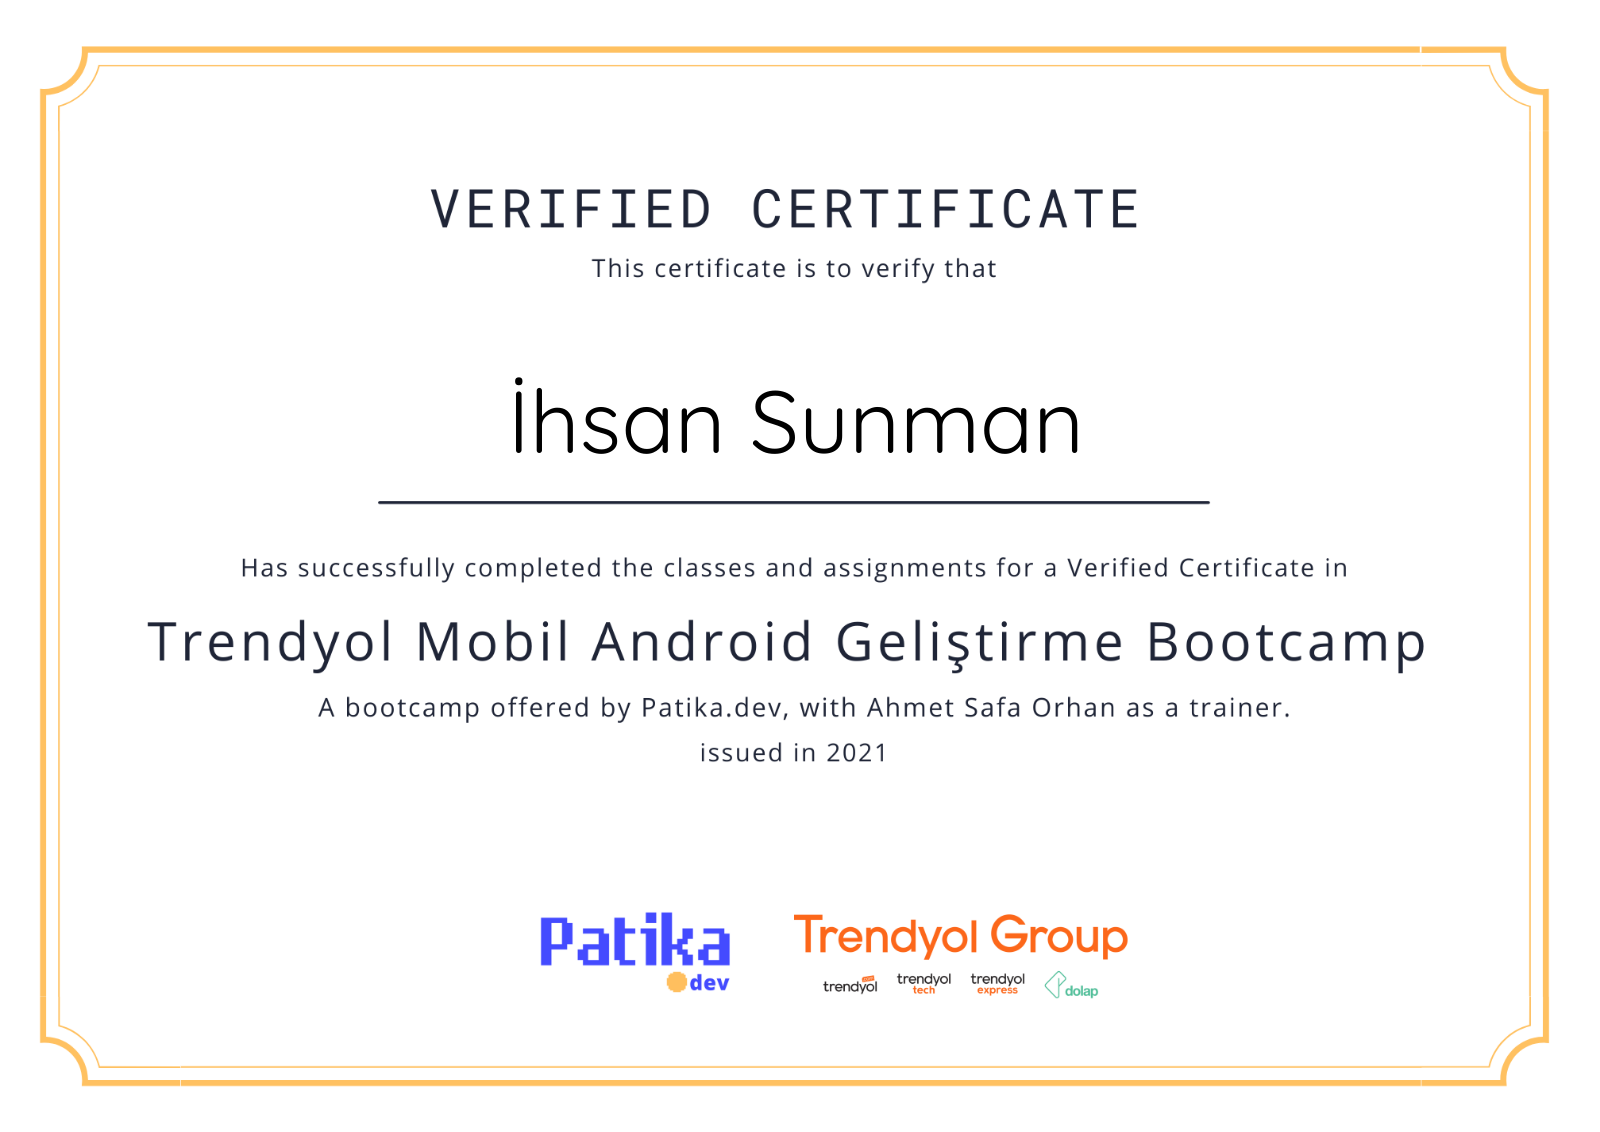 VERIFIED CERTIFICATE
This certificate is to verify that
İhsan Sunman
Has successfully completed the classes and assignments for a Verified Certificate in
Trendyol Mobil Android Geliştirme Bootcamp
A bootcamp offered by Patika.dev, with Ahmet Safa Orhan as a trainer.
issued in 2021
Patika
dev
Trendyol Group
trendyol
trendyol
tech
trendyol
express
dolap